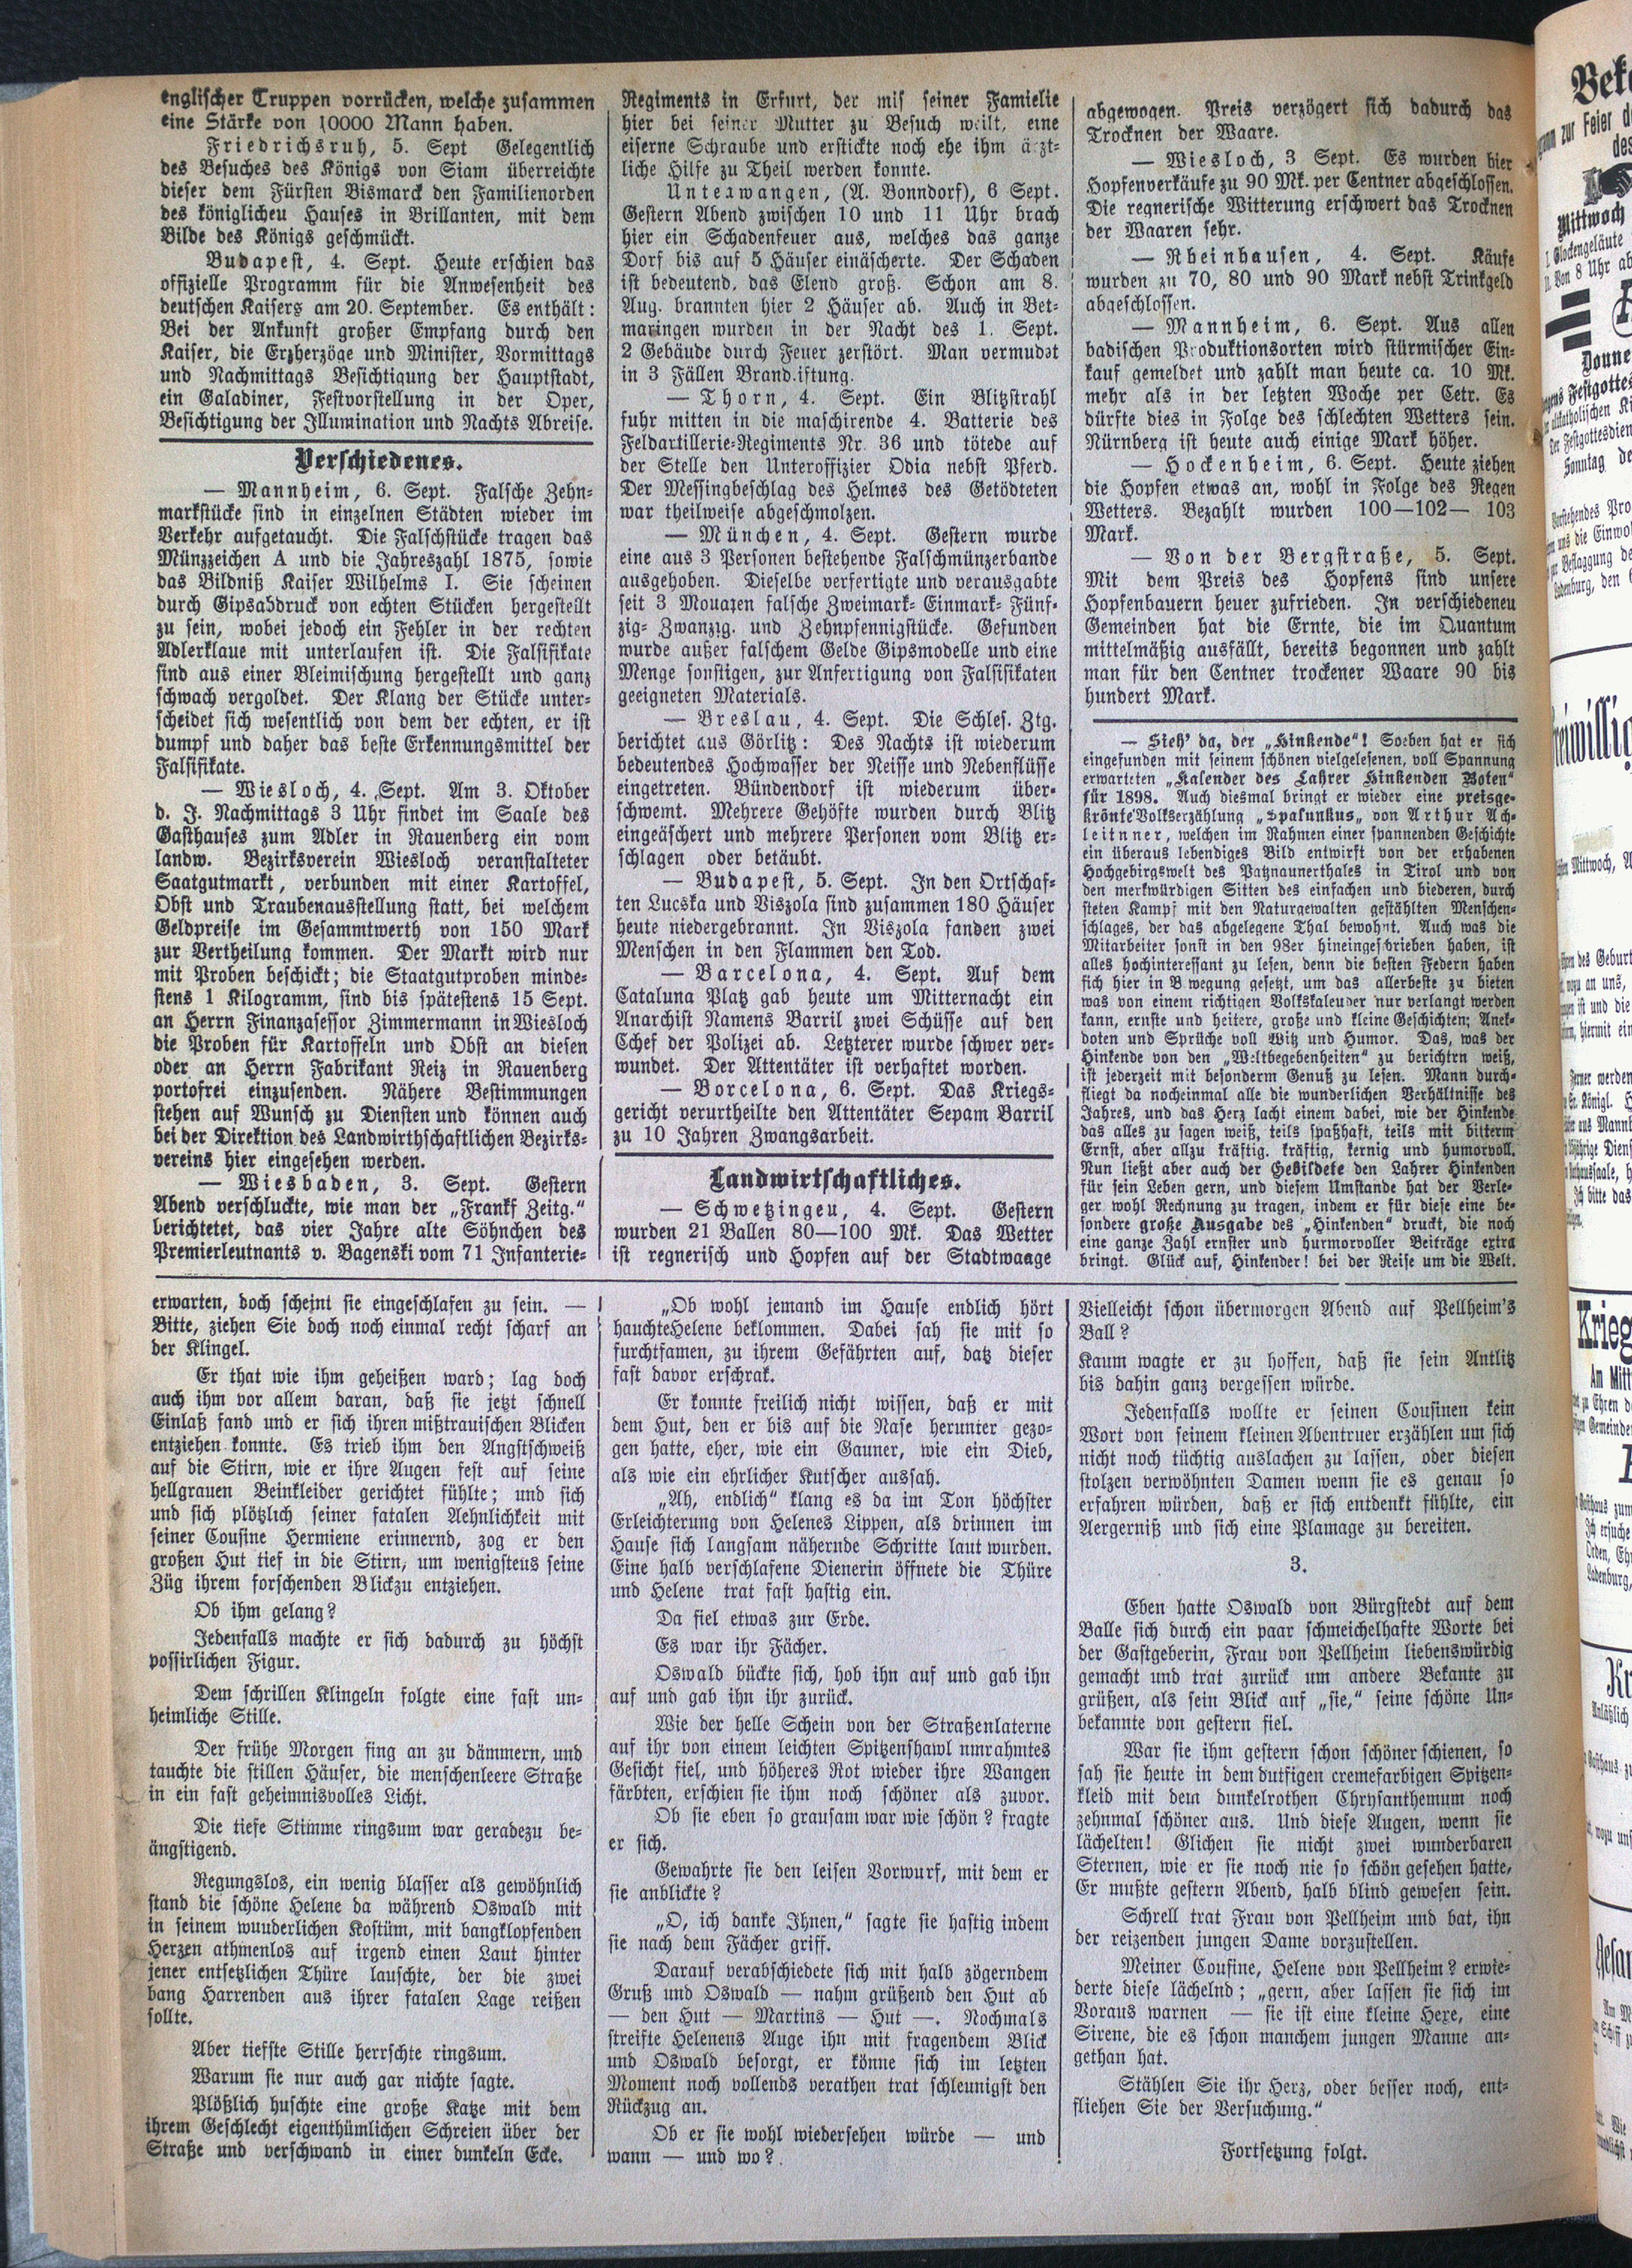 englischer Truppen vorrücken, welche zusammen
eine Stärke von 10000 Mann haben.
Friedrichsruh, 5. Sept Gelegentlich
des Besuches des Königs von Siam überreichte
dieser dem Fürsten Bismarck den Familienorden
des königlicheu Hauses in Brillanten, mit dem
Bilde des Königs geschmückt.
Budapest, 4. Sept. Heute erschien das
offizielle Programm für die Anwesenheit des
deutschen Kaisers am 20. September. Es enthält:
Bei der Ankunft großer Empfang durch den
Kaiser, die Erzherzöge und Minister, Vormittags
und Nachmittags Besichtigung der Hauptstadt,
ein Galadiner, Festvorstellung in der Oper,
Besichtigung der Illumination und Nachts Abreise.
Verschiedenes.
— Mannheim, 6. Sept. Falsche Zehn-
markstücke sind in einzelnen Städten wieder im
Verkehr aufgetaucht. Die Falschstücke tragen das
Münzzeichen A und die Jahreszahl 1875, sowie
das Bildniß Kaiser Wilhelms I. Sie scheinen
durch Gipsabdruck von echten Stücken hergestellt
zu sein, wobei jedoch ein Fehler in der rechten
Adlerklaue mit unterlaufen ist. Die Falsifikate
sind aus einer Bleimischung hergestellt und ganz
schwach vergoldet. Der Klang der Stücke unter-
scheidet sich wesentlich von dem der echten, er ist
dumpf und daher das beste Erkennungsmittel der
Falsifikate.
— Wiesloch, 4. Sept. Am 3. Oktober
d. J. Nachmittags 3 Uhr findet im Saale des
Gasthauses zum Adler in Rauenberg ein vom
landw. Bezirksverein Wiesloch veranstalteter
Saatgutmarkt, verbunden mit einer Kartoffel,
Obst und Traubenausstellung statt, bei welchem
Geldpreise im Gesammtwerth von 150 Mark
zur Vertheilung kommen. Der Markt wird nur
mit Proben beschickt; die Staatgutproben minde-
stens 1 Kilogramm, sind bis spätestens 15 Sept.
an Herrn Finanzasessor Zimmermann in Wiesloch
die Proben für Kartoffeln und Obst an diesen
oder an Herrn Fabrikant Reiz in Rauenberg
portofrei einzusenden. Nähere Bestimmungen
stehen auf Wunsch zu Diensten und können auch
bei der Direktion des Landwirthschaftlichen Bezirks-
vereins hier eingesehen werden.
— Wiesbaden, 3. Sept. Gestern
Abend verschluckte, wie man der „Frankf Zeitg.“
berichtetet, das vier Jahre alte Söhnchen des
Premierleutnants v. Bagenski vom 71 Infanterie-
Regiments in Erfurt, der mis seiner Famielie
hier bei seiner Mutter zu Besuch weilt, eine
eiserne Schraube und erstickte noch ehe ihm ärzt-
liche Hilfe zu Theil werden konnte.
Unterwangen, (A. Bonndorf), 6 Sept.
Gestern Abend zwischen 10 und 11 Uhr brach
hier ein Schadenfeuer aus, welches das ganze
Dorf bis auf 5 Häuser einäscherte. Der Schaden
ist bedeutend, das Elend groß. Schon am 8.
Aug. brannten hier 2 Häuser ab. Auch in Bet-
maringen wurden in der Nacht des 1. Sept.
2 Gebäude durch Feuer zerstört. Man vermudet
in 3 Fällen Brand.iftung.
— Thorn, 4. Sept. Ein Blitzstrahl
fuhr mitten in die maschirende 4. Batterie des
Feldartillerie-Regiments Nr. 36 und tötede auf
der Stelle den Unteroffizier Odia nebst Pferd.
Der Messingbeschlag des Helmes des Getödteten
war theilweise abgeschmolzen.
— München, 4. Sept. Gestern wurde
eine aus 3 Personen bestehende Falschmünzerbande
ausgehoben. Dieselbe verfertigte und verausgabte
seit 3 Mouaten falsche Zweimark- Einmark- Fünf-
zig- Zwanzig. und Zehnpfennigstücke. Gefunden
wurde außer falschem Gelde Gipsmodelle und eine
Menge sonstigen, zur Anfertigung von Falsifikaten
geeigneten Materials.
— Breslau, 4. Sept. Die Schles. Ztg.
berichtet aus Görlitz: Des Nachts ist wiederum
bedeutendes Hochwasser der Neisse und Nebenflüsse
eingetreten. Bündendorf ist wiederum über-
schwemt. Mehrere Gehöfte wurden durch Blitz
eingeäschert und mehrere Personen vom Blitz er-
schlagen oder betäubt.
— Budapest, 5. Sept. In den Ortschaf-
ten Lucska und Viszola sind zusammen 180 Häuser
heute niedergebrannt. In Viszola fanden zwei
Menschen in den Flammen den Tod.
— Barcelona, 4. Sept. Auf dem
Cataluna Platz gab heute um Mitternacht ein
Anarchist Namens Barril zwei Schüsse auf den
Cchef der Polizei ab. Letzterer wurde schwer ver-
wundet. Der Attentäter ist verhaftet worden.
— Borcelona, 6. Sept. Das Kriegs-
gericht verurtheilte den Attentäter Sepam Barril
zu 10 Jahren Zwangsarbeit.
Landwirtschaftliches.
— Schwetzingeu, 4. Sept. Gestern
wurden 21 Ballen 80—100 Mk. Das Wetter
ist regnerisch und Hopfen auf der Stadtwaage
abgewogen. Preis verzögert sich dadurch das
Trocknen der Waare.
— Wiesloch, 3 Sept. Es wurden hier
Hopfenverkäufe zu 90 Mk. per Centner abgeschlossen.
Die regnerische Witterung erschwert das Trocknen
der Waaren sehr.
— Rheinhausen, 4. Sept. Käufe
wurden zu 70, 80 und 90 Mark nebst Trinkgeld
abgeschlossen.
— Mannheim, 6. Sept. Aus allen
badischen Produktionsorten wird stürmischer Ein-
kauf gemeldet und zahlt man heute ca. 10 Mk.
mehr als in der letzten Woche per Cetr. Es
dürfte dies in Folge des schlechten Wetters sein.
Nürnberg ist heute auch einige Mark höher.
— Hockenheim, 6. Sept. Heute ziehen
die Hopfen etwas an, wohl in Folge des Regen
Wetters. Bezahlt wurden 100—102— 103
Mark.
— Von der Bergstraße, 5. Sept.
Mit dem Preis des Hopfens sind unsere
Hopfenbauern heuer zufrieden. In verschiedeneu
Gemeinden hat die Ernte, die im Quantum
mittelmäßig ausfällt, bereits begonnen und zahlt
man für den Centner trockener Waare 90 bis
hundert Mark.
— Sieh’ da, der „Hinkende“! Soeben hat er sich
eingefunden mit seinem schönen vielgelesenen, voll Spannung
erwarteten „Kalender des Lahrer Hinkenden Boten“
für 1898. Auch diesmal bringt er wieder eine preisge-
krönte Volkserzählung „Spalunkus„ von Arthur Ach-
leitnner, welchen im Rahmen einer spannenden Geschichte
ein überaus lebendiges Bild entwirft von der erhabenen
Hochgebirgswelt des Patznaunerthales in Tirol und von
den merkwürdigen Sitten des einfachen und biederen, durch
steten Kampf mit den Naturgewalten gestählten Menschen-
schlages, der das abgelegene Thal bewohnt. Auch was die
Mitarbeiter sonst in den 98er hineingeschrieben haben, ist
alles hochinteressant zu lesen, denn die besten Federn haben
sich hier in B wegung gesetzt, um das allerbeste zu bieten
was von einem richtigen Volkskaleuder nur verlangt werden
kann, ernste und heitere, große und kleine Geschichten; Anek-
doten und Sprüche voll Witz und Humor. Das, was der
Hinkende von den „Weltbegebenheiten“ zu berichtrn weiß,
ist jederzeit mit besonderm Genuß zu lesen. Mann durch-
fliegt da nocheinmal alle die wunderlichen Verhältnisse des
Jahres, und das Herz lacht einem dabei, wie der Hinkende
das alles zu sagen weiß, teils spaßhaft, teils mit bitterm
Ernst, aber allzu kräftig. kräftig, kernig und humorvoll.
Nun ließt aber auch der Gebildete den Lahrer Hinkenden
für sein Leben gern, und diesem Umstande hat der Verle-
ger wohl Rechnung zu tragen, indem er für diese eine be-
sondere große Ausgabe des „Hinkenden“ druckt, die noch
eine ganze Zahl ernster und hurmorvoller Beiträge extra
bringt. Glück auf, Hinkender! bei der Reise um die Welt.
erwarten, doch scheint sie eingeschlafen zu sein. —
Bitte, ziehen Sie doch noch einmal recht scharf an
der Klingel.
Er that wie ihm geheißen ward; lag doch
auch ihm vor allem daran, daß sie jetzt schnell
Einlaß fand und er sich ihren mißtrauischen Blicken
entziehen konnte. Es trieb ihm den Angstschweiß
auf die Stirn, wie er ihre Augen fest auf seine
hellgrauen Beinkleider gerichtet fühlte; und sich
und sich plötzlich seiner fatalen Aehnlichkeit mit
seiner Cousine Hermiene erinnernd, zog er den
großen Hut tief in die Stirn, um wenigsteus seine
Züg ihrem forschenden Blickzu entziehen.
Ob ihm gelang?
Jedenfalls machte er sich dadurch zu höchst
possirlichen Figur.
Dem schrillen Klingeln folgte eine fast un-
heimliche Stille.
Der frühe Morgen fing an zu dämmern, und
tauchte die stillen Häuser, die menschenleere Straße
in ein fast geheimnisvolles Licht.
Die tiefe Stimme ringsum war geradezu be-
ängstigend.
Regungslos, ein wenig blasser als gewöhnlich
stand die schöne Helene da während Oswald mit
in seinem wuuderlichen Kostüm, mit bangklopfenden
Herzen athmenlos auf irgend einen Laut hinter
jener entsetzlichen Thüre lauschte, der die zwei
bang Harrenden aus ihrer fatalen Lage reißen
sollte.
Aber tiefste Stille herrschte ringsum.
Warum sie nur auch gar nichte sagte.
Plößlich huschte eine große Katze mit dem
ihrem Geschlecht eigenthümlichen Schreien über der
Straße und verschwand in einer dunkeln Ecke.
„Ob wohl jemand im Hause endlich hört
hauchteHelene beklommen. Dabei sah sie mit so
furchtsamen, zu ihrem Gefährten auf, datz dieser
fast davor erschrak.
Er konnte freilich nicht wissen, daß er mit
dem Hut, den er bis auf die Nase herunter gezo-
gen hatte, eher, wie ein Gauner, wie ein Dieb,
als wie ein ehrlicher Kutscher aussah.
„Ah, endlich“ klang es da im Ton höchster
Erleichterung von Helenes Lippen, als drinnen im
Hause sich langsam nähernde Schritte laut wurden.
Eine halb verschlafene Dienerin öffnete die Thüre
und Helene trat fast hastig ein.
Da fiel etwas zur Erde.
Es war ihr Fächer.
Oswald bückte sich, hob ihn auf und gab ihn
auf und gab ihn ihr zurück.
Wie der helle Schein von der Straßenlaterne
auf ihr von einem leichten Spitzenshawl umrahmtes
Gesicht fiel, und höheres Rot wieder ihre Wangen
färbten, erschien sie ihm noch schöner als zuvor.
Ob sie eben so grausam war wie schön? fragte
er sich.
Gewahrte sie den leisen Vorwurf, mit dem er
sie anblickte?
„O, ich danke Ihnen,“ sagte sie hastig indem
sie nach dem Fächer griff.
Darauf verabschiedete sich mit halb zögerndem
Gruß und Oswald — nahm grüßend den Hut ab
— den Hut — Martins — Hut —. Nochmals
streifte Helenens Auge ihn mit fragendem Blick
und Oswald besorgt, er könne sich im letzten
Moment noch vollends verathen trat schleunigst den
Rückzug an.
Ob er sie wohl wiedersehen würde — und
wann — und wo?
Vielleicht schon übermorgen Abend auf Pellheim’s
Ball?
Kaum wagte er zu hoffen, daß sie sein Antlitz
bis dahin ganz vergessen würde.
Jedenfalls wollte er seinen Cousinen kein
Wort von seinem kleinen Abentruer erzählen um sich
nicht noch tüchtig auslachen zu lassen, oder diesen
stolzen verwöhnten Damen wenn sie es genau so
erfahren würden, daß er sich entdenkt fühlte, ein
Aergerniß und sich eine Plamage zu bereiten.
3.
Eben hatte Oswald von Bürgstedt auf dem
Balle sich durch ein paar schmeichelhafte Worte bei
der Gastgeberin, Frau von Pellheim liebenswürdig
gemacht und trat zurück um andere Bekante zu
grüßen, als sein Blick auf „sie,“ seine schöne Un-
bekannte von gestern fiel.
War sie ihm gestern schon schöner schienen, so
sah sie heute in dem dutfigen cremefarbigen Spitzen-
kleid mit dem dunkelrothen Chrysanthemum noch
zehnmal schöner aus. Und diese Augen, wenn sie
lächelten! Glichen sie nicht zwei wunderbaren
Sternen, wie er sie noch nie so schön gesehen hatte,
Er mußte gestern Abend, halb blind gewesen sein.
Schrell trat Frau von Pellheim und bat, ihn
der reizenden jungen Dame vorzustellen.
Meiner Cousine, Helene von Pellheim? erwie-
derte diese lächelnd; „gern, aber lassen sie sich im
Voraus warnen — sie ist eine kleine Hexe, eine
Sirene, die es schon manchem jungen Manne an-
gethan hat.
Stählen Sie ihr Herz, oder besser noch, ent-
fliehen Sie der Versuchung.“
Fortsetzung folgt.